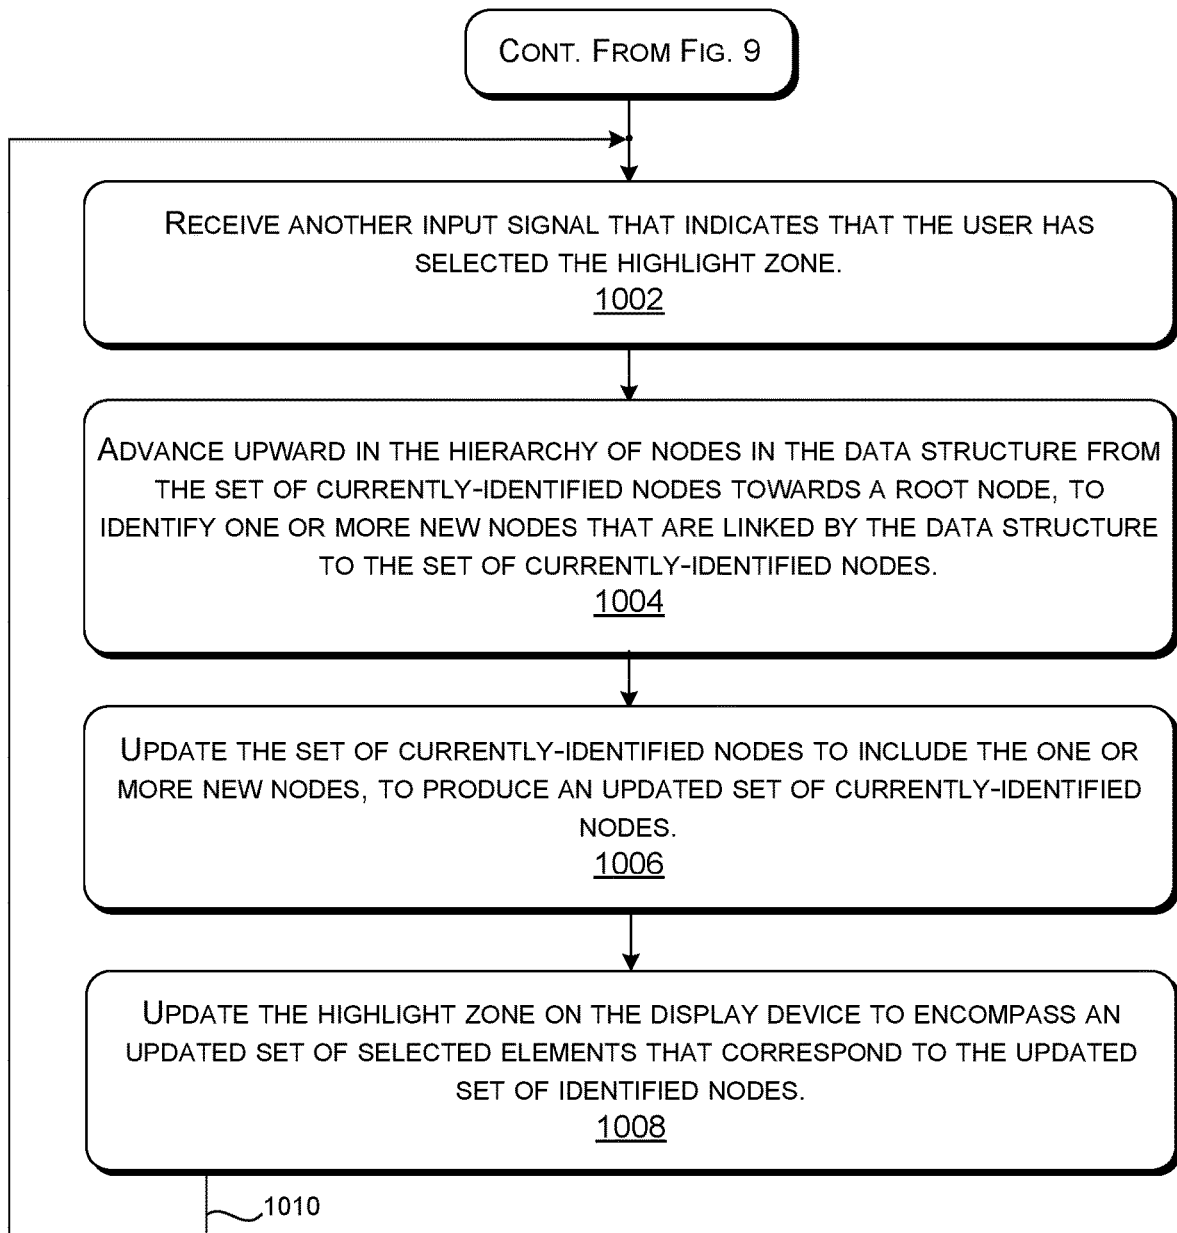 CONT. FROM FIG. 9
RECEIVE ANOTHER INPUT SIGNAL THAT INDICATES THAT THE USER HAS
SELECTED THE HIGHLIGHT ZONE.
1002
ADVANCE UPWARD IN THE HIERARCHY OF NODES IN THE DATA STRUCTURE FROM
THE SET OF CURRENTLY-IDENTIFIED NODES TOWARDS A ROOT NODE, TO
IDENTIFY ONE OR MORE NEW NODES THAT ARE LINKED BY THE DATA STRUCTURE
TO THE SET OF CURRENTLY-IDENTIFIED NODES.
1004
UPDATE THE SET OF CURRENTLY-IDENTIFIED NODES TO INCLUDE THE ONE OR
MORE NEW NODES, TO PRODUCE AN UPDATED SET OF CURRENTLY-IDENTIFIED
NODES.
1006
UPDATE THE HIGHLIGHT ZONE ON THE DISPLAY DEVICE TO ENCOMPASS AN
UPDATED SET OF SELECTED ELEMENTS THAT CORRESPOND TO THE UPDATED
SET OF IDENTIFIED NODES.
1008
1010